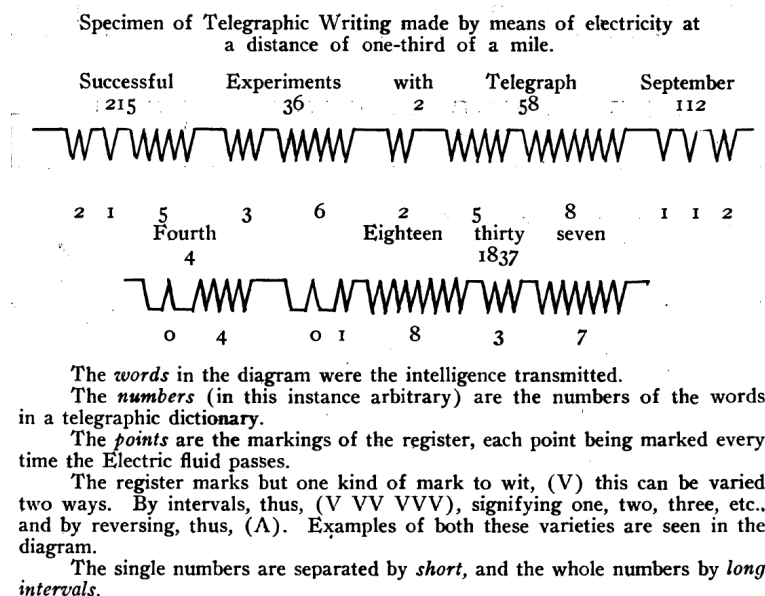 Specimen of Telegraphic Writing made by means of electricity at
a distance of one-third of a mile.
Successful Experiments with Telegraph September
215 36 2 58 112
2 1 5 3 6 2 5 8 1 1 2
Fourth Eighteen thirty seven
4 1837
0 4 0 1 8 3 7
The words in the diagram were the intelligence transmitted.
The numbers (in this instance arbitrary) are the numbers of the words
in a telegraphic dictionary.
The points are the markings of the register, each point being marked every
time the Electric fluid passes.
The register marks but one kind of mark to wit, (V) this can be varied
two ways. By intervals, thus, (V VV VVV), signifying one, two, three, etc.,
and by reversing, thus, (Λ). Examples of both these varieties are seen in the
diagram.
The single numbers are separated by short, and the whole numbers by long
intervals.